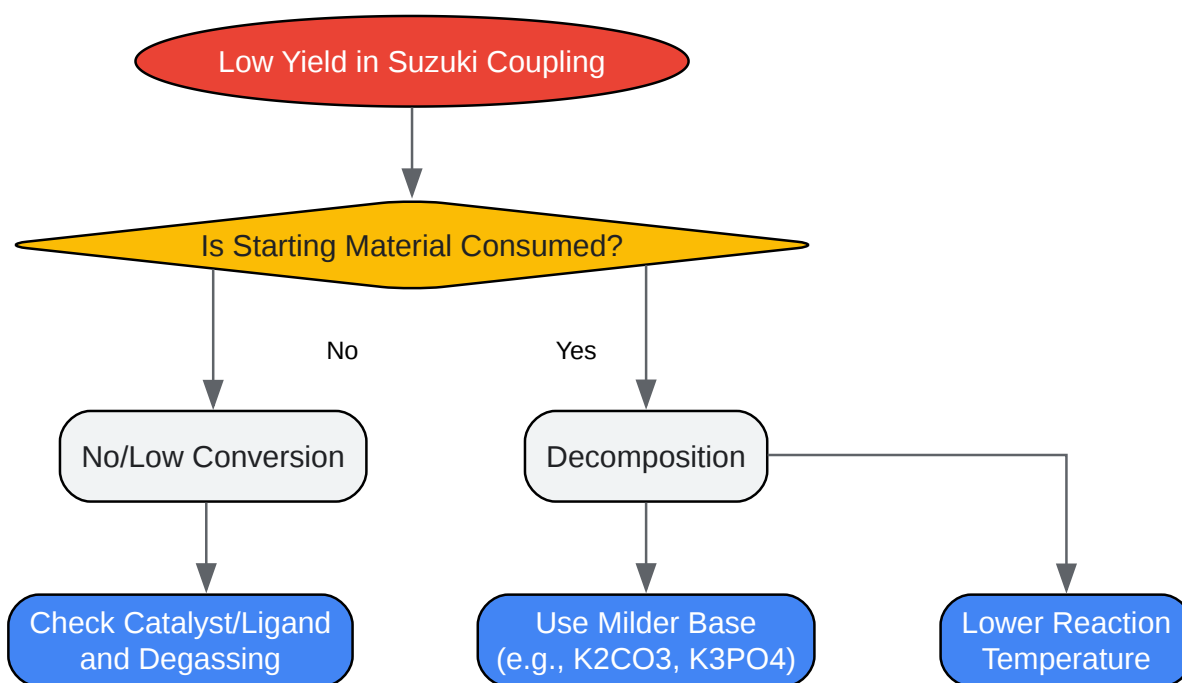 Low Yield in Suzuki Coupling
Is Starting Material Consumed?
No
Yes
No/Low Conversion
Decomposition
Check Catalyst/Ligand
and Degassing
Use Milder Base
(e.g., K2CO3, K3PO4)
Lower Reaction
Temperature